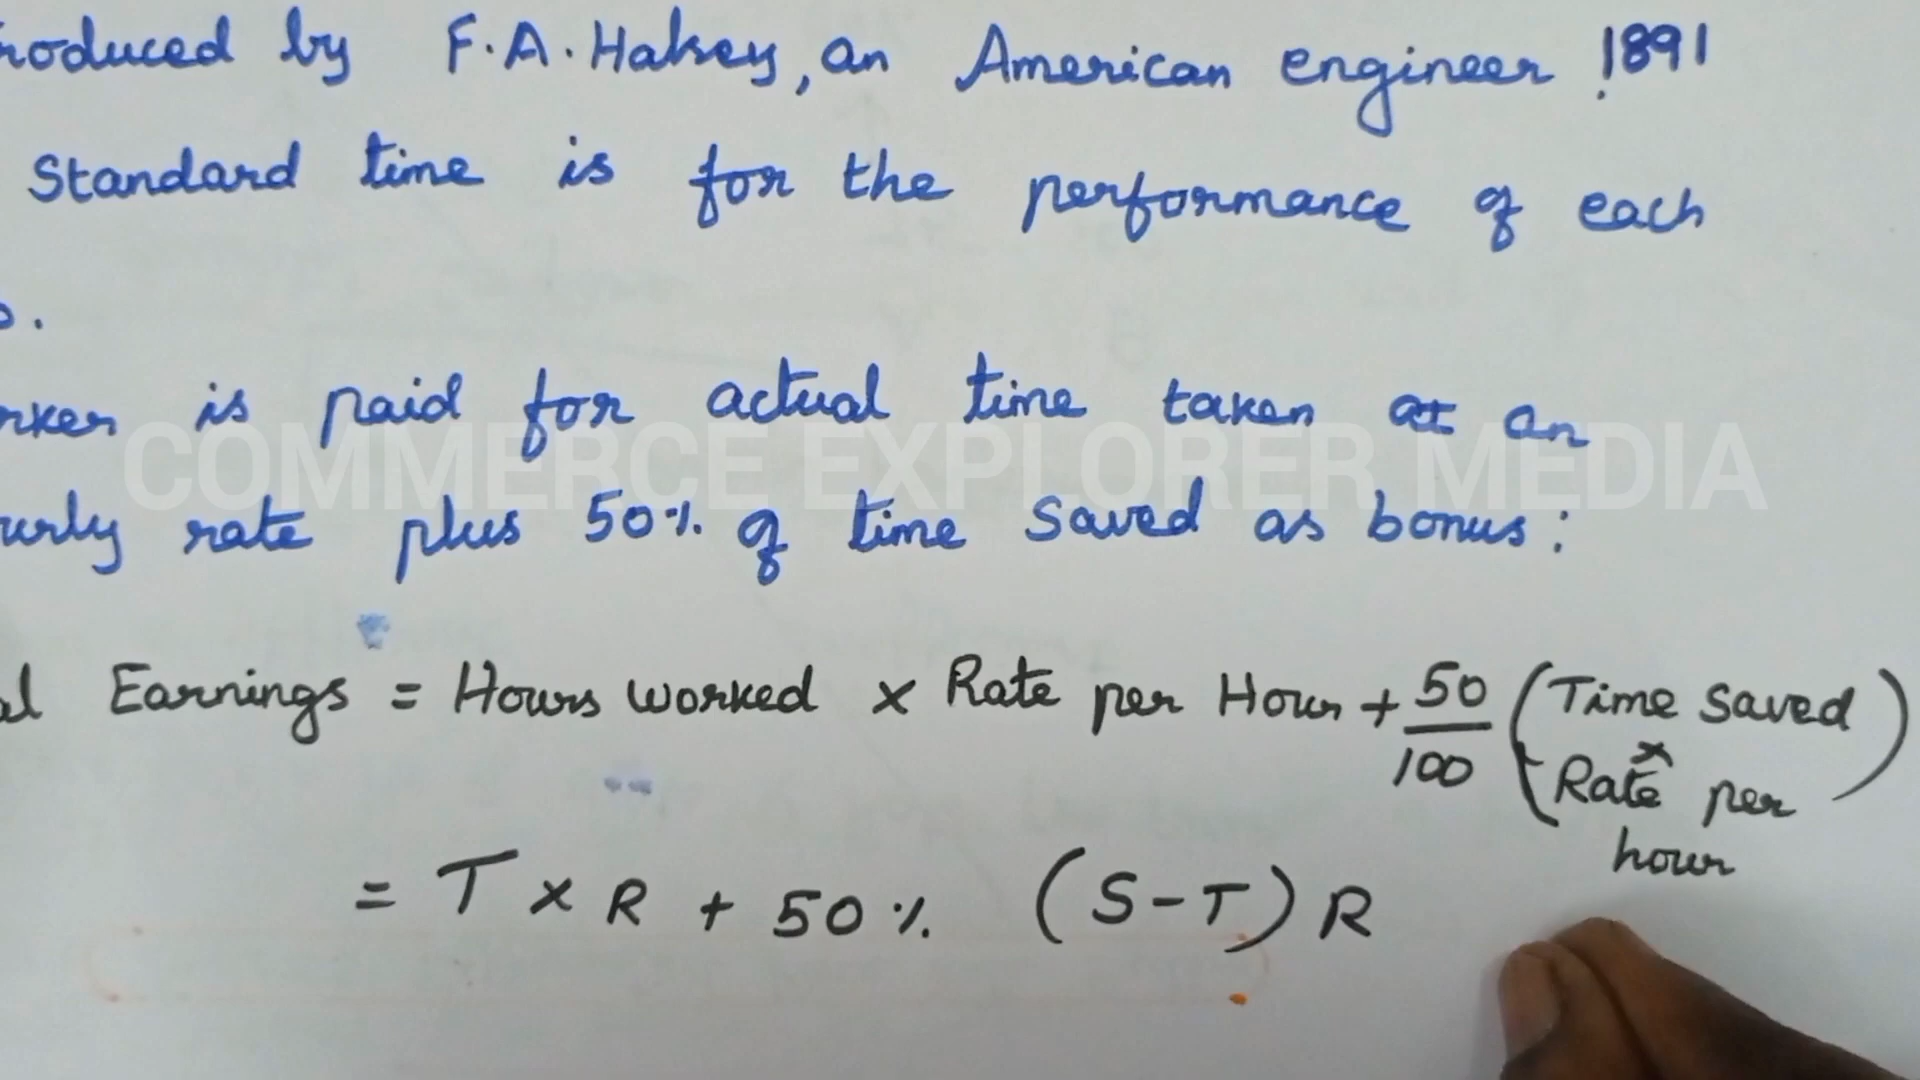 roduced by F.A. Halsey, an American engineer 1891
Standard time is for the performance of each
urly rate plus 50% of time saved as bonus:
rker is paid for actual time taken at an
COMMERCE EXPLORER MEDIA
al Earnings = Hours worked × Rate per Hour + 50/100 (Time saved × Rate per hour)
= T × R + 50% (S-T) R